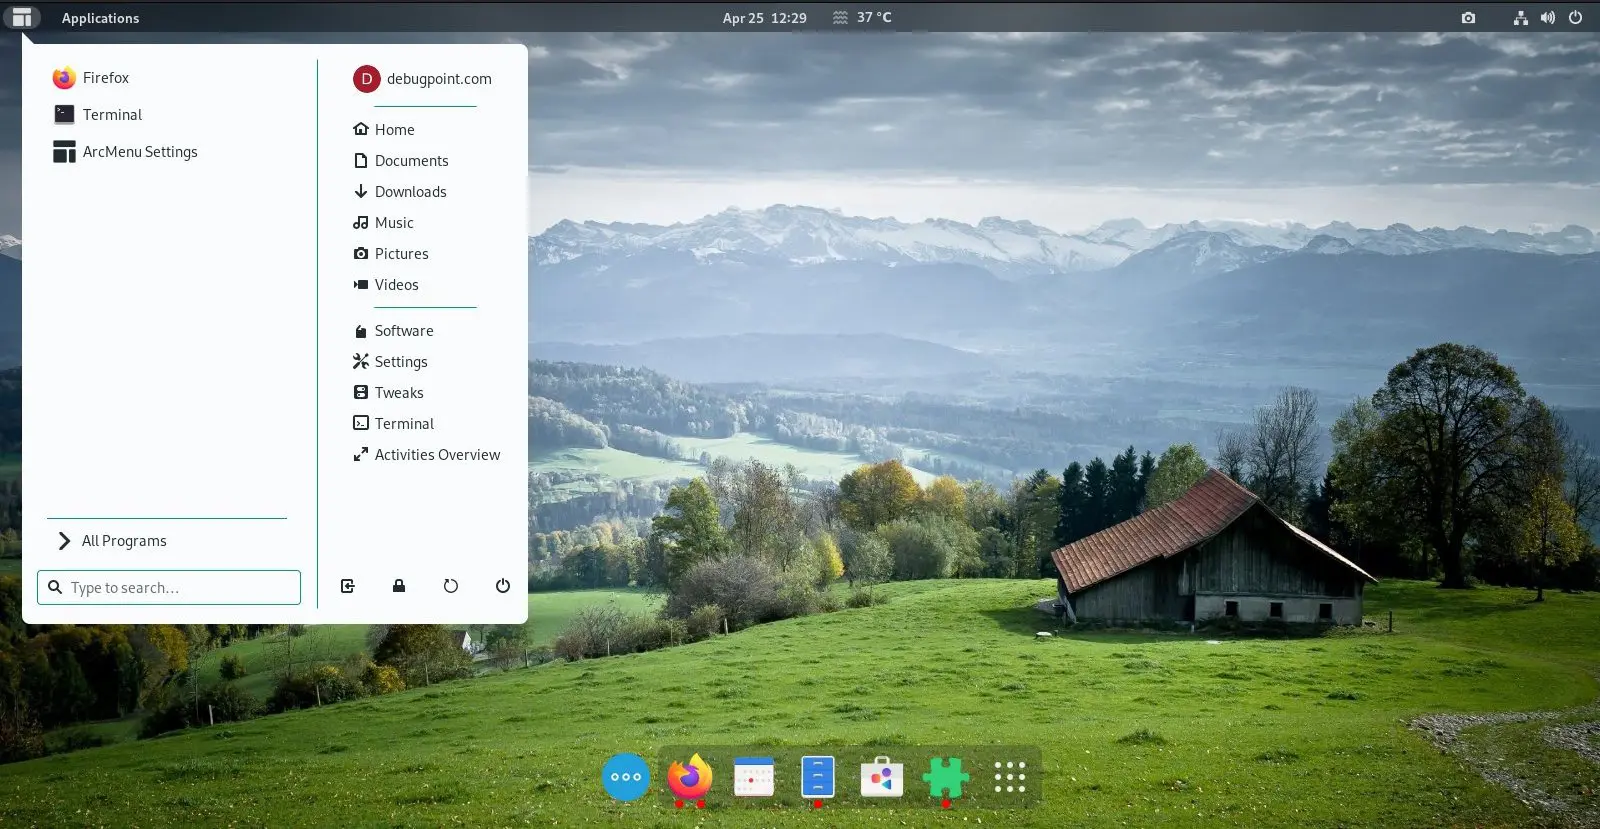 Applications
Apr 25 12:29
37 °C
Firefox
Terminal
ArcMenu Settings
All Programs
Type to search...
D
debugpoint.com
Home
Documents
Downloads
Music
Pictures
Videos
Software
Settings
Tweaks
Terminal
Activities Overview